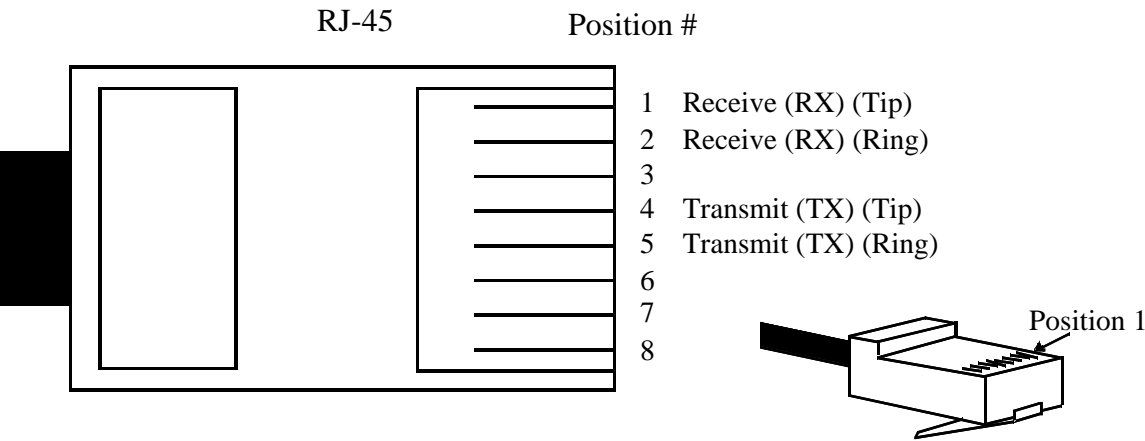 RJ-45 Position #
1 Receive (RX) (Tip)
2 Receive (RX) (Ring)
3
4 Transmit (TX) (Tip)
5 Transmit (TX) (Ring)
6
7
8
Position 1